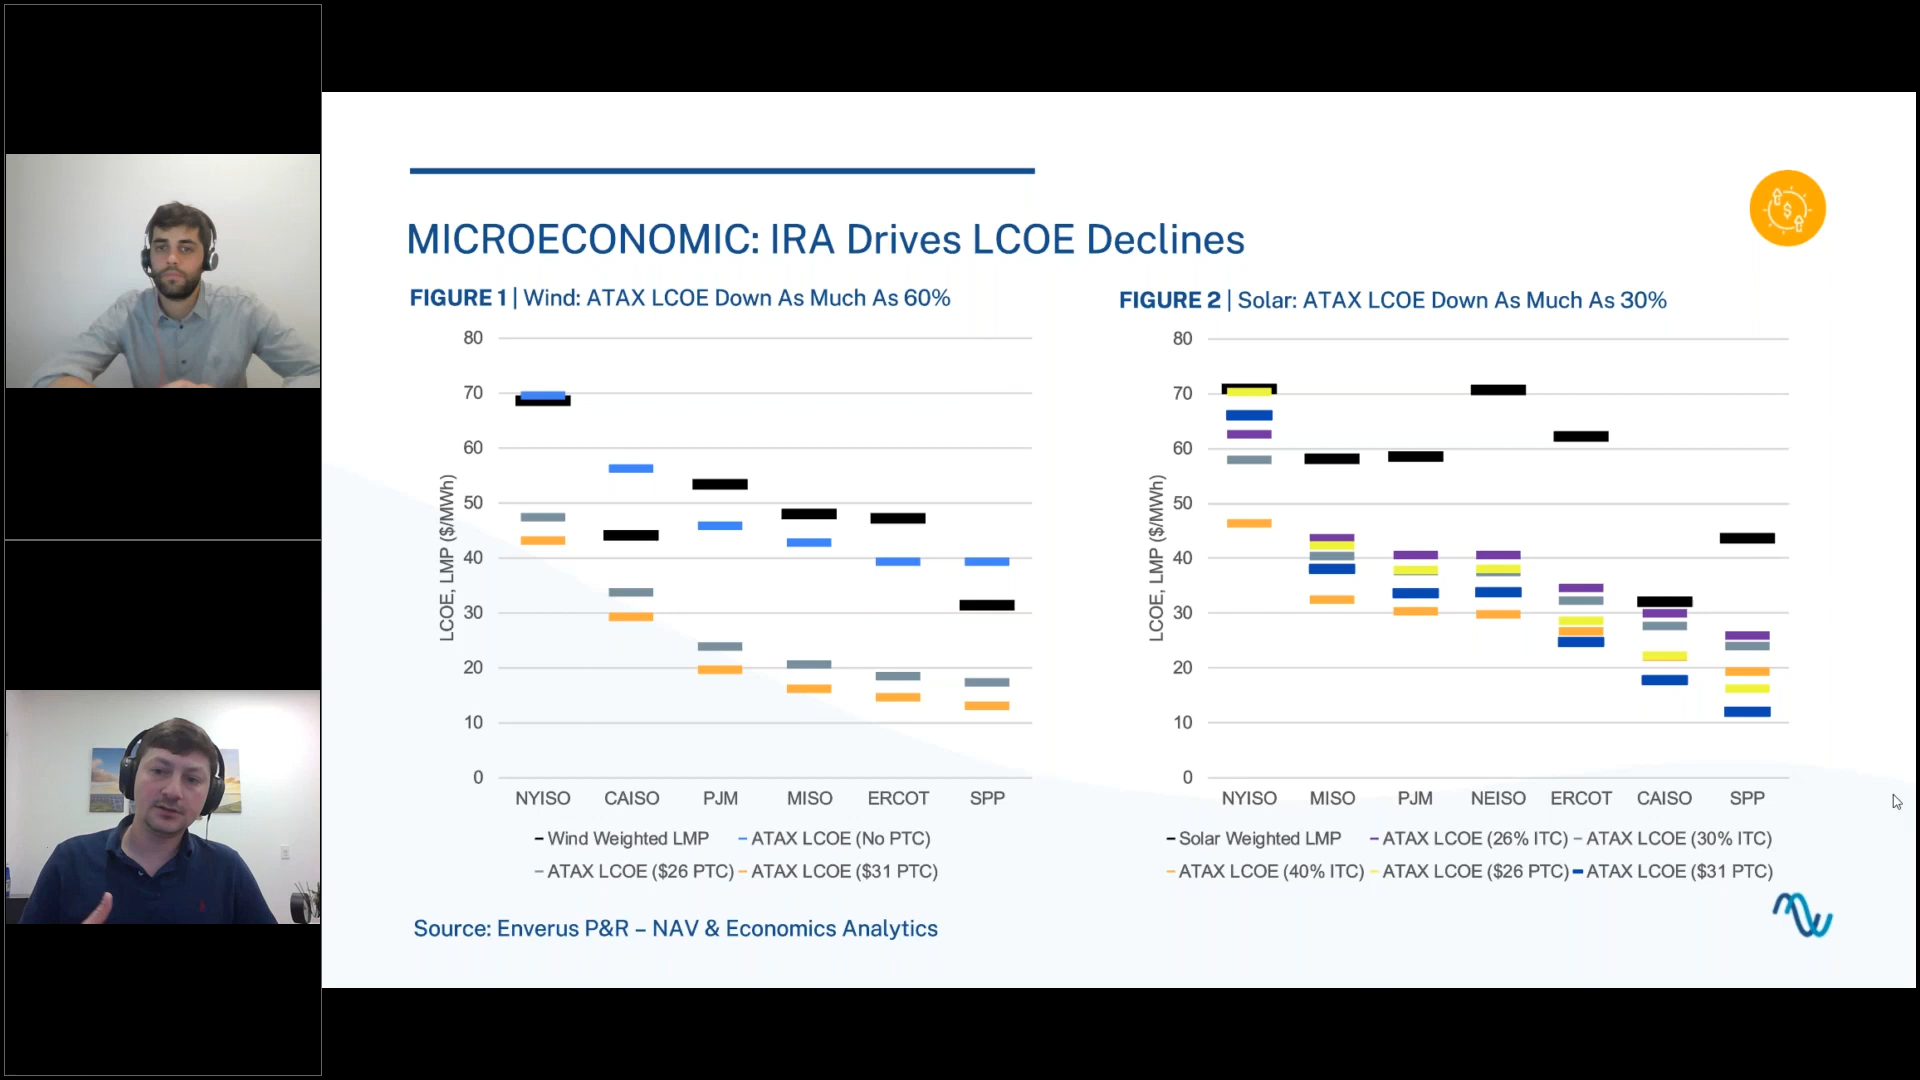 MICROECONOMIC: IRA Drives LCOE Declines
FIGURE 1 | Wind: ATAX LCOE Down As Much As 60%
80
70
60
50
40
30
20
10
0
LCOE, LMP ($/MWh)
NYISO CAISO PJM MISO ERCOT SPP
Wind Weighted LMP ATAX LCOE (No PTC)
ATAX LCOE ($26 PTC) ATAX LCOE ($31 PTC)
FIGURE 2 | Solar: ATAX LCOE Down As Much As 30%
80
70
60
50
40
30
20
10
0
LCOE, LMP ($/MWh)
NYISO MISO PJM NEISO ERCOT CAISO SPP
Solar Weighted LMP ATAX LCOE (26% ITC) ATAX LCOE (30% ITC)
ATAX LCOE (40% ITC) ATAX LCOE ($26 PTC) ATAX LCOE ($31 PTC)
Source: Enverus P&R – NAV & Economics Analytics